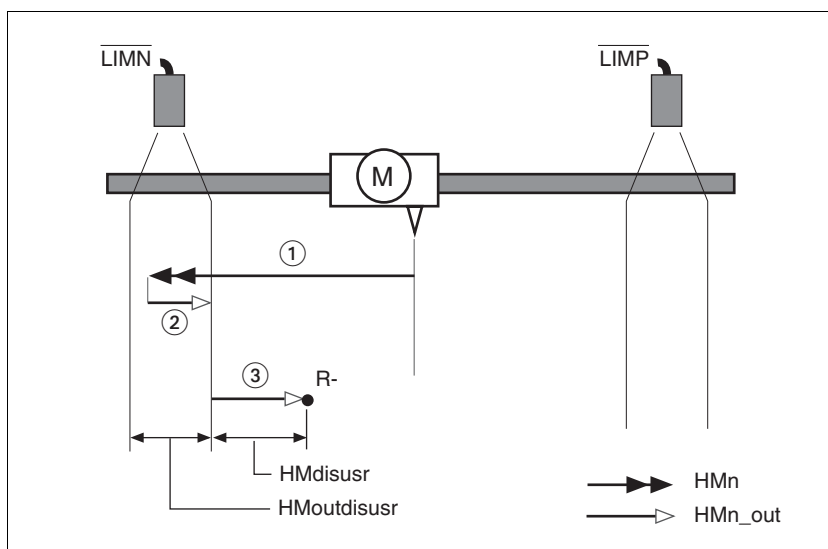 LIMN
LIMP
M
1
2
3
R-
HMdisusr
HMoutdisusr
HMn
HMn_out